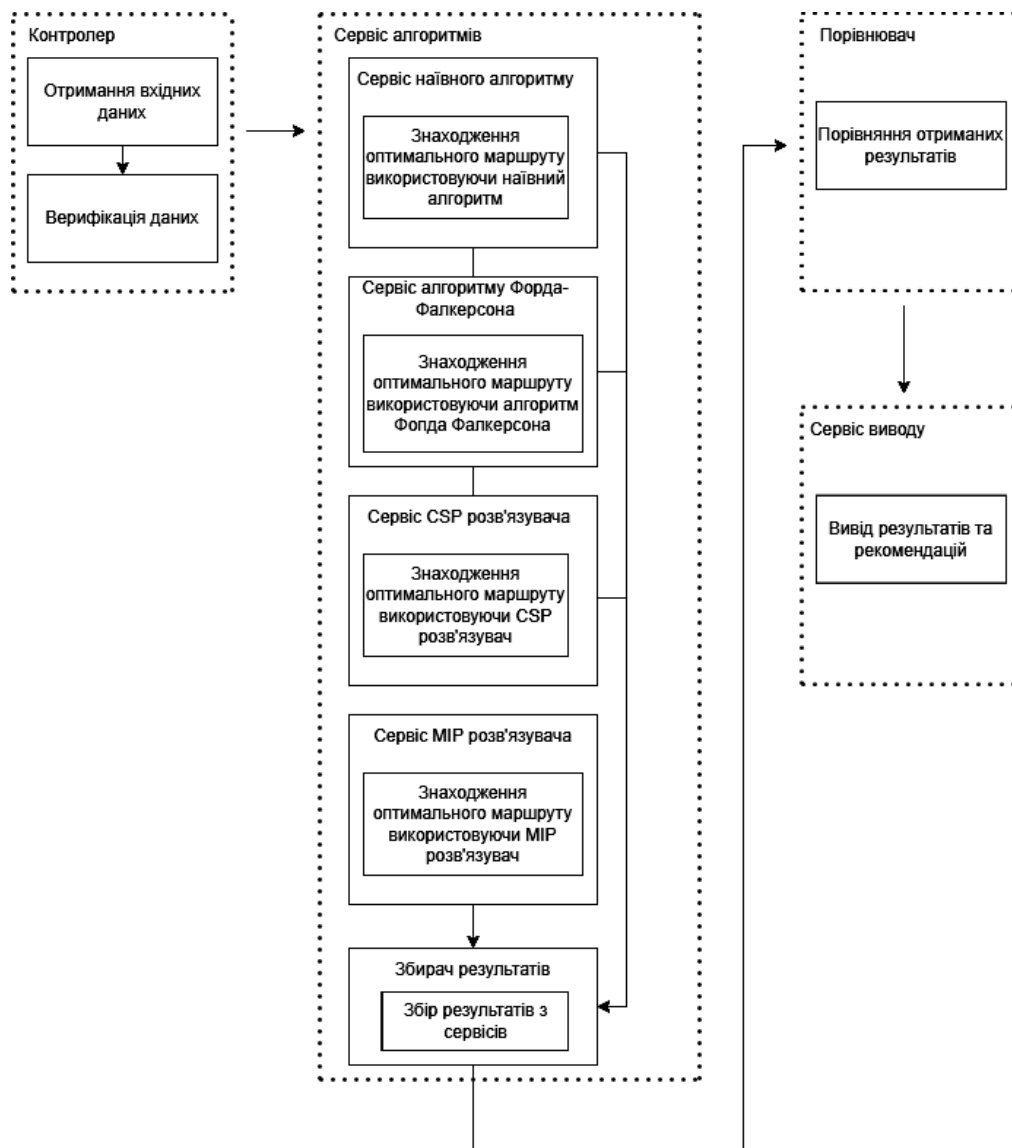 Контролер
Отримання вхідних
даних
Верифікація даних
Сервіс алгоритмів
Сервіс наївного алгоритму
Знаходження
оптимального маршруту
використовуючи наївний
алгоритм
Сервіс алгоритму Форда-
Фалкерсона
Знаходження
оптимального маршруту
використовуючи алгоритм
Фопда Фалкерсона
Сервіс CSP розв'язувача
Знаходження
оптимального маршруту
використовуючи CSP
розв'язувач
Сервіс MIP розв'язувача
Знаходження
оптимального маршруту
використовуючи MIP
розв'язувач
Збирач результатів
Збір результатів з
сервісів
Порівнювач
Порівняння отриманих
результатів
Сервіс виводу
Вивід результатів та
рекомендацій